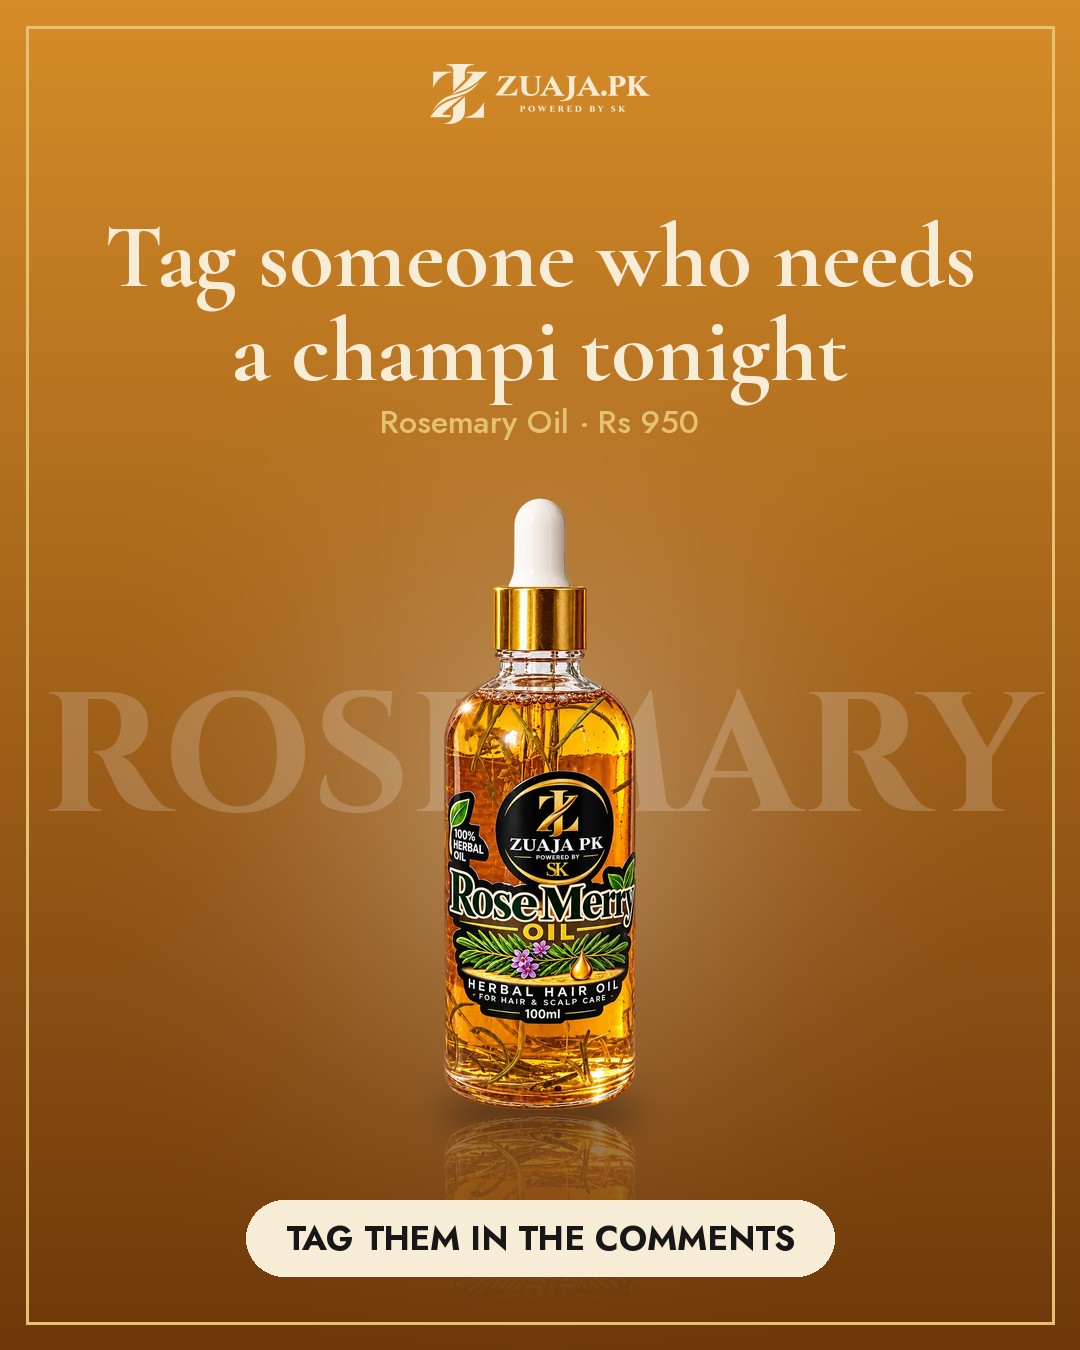 ZUAJA.PK
POWERED BY SK
Tag someone who needs
a champi tonight
Rosemary Oil · Rs 950
ROSEMARY
ZUAJA PK
POWERED BY
SK
100%
HERBAL
OIL
RoseMerry
OIL
HERBAL HAIR OIL
- FOR HAIR & SCALP CARE -
100ml
TAG THEM IN THE COMMENTS